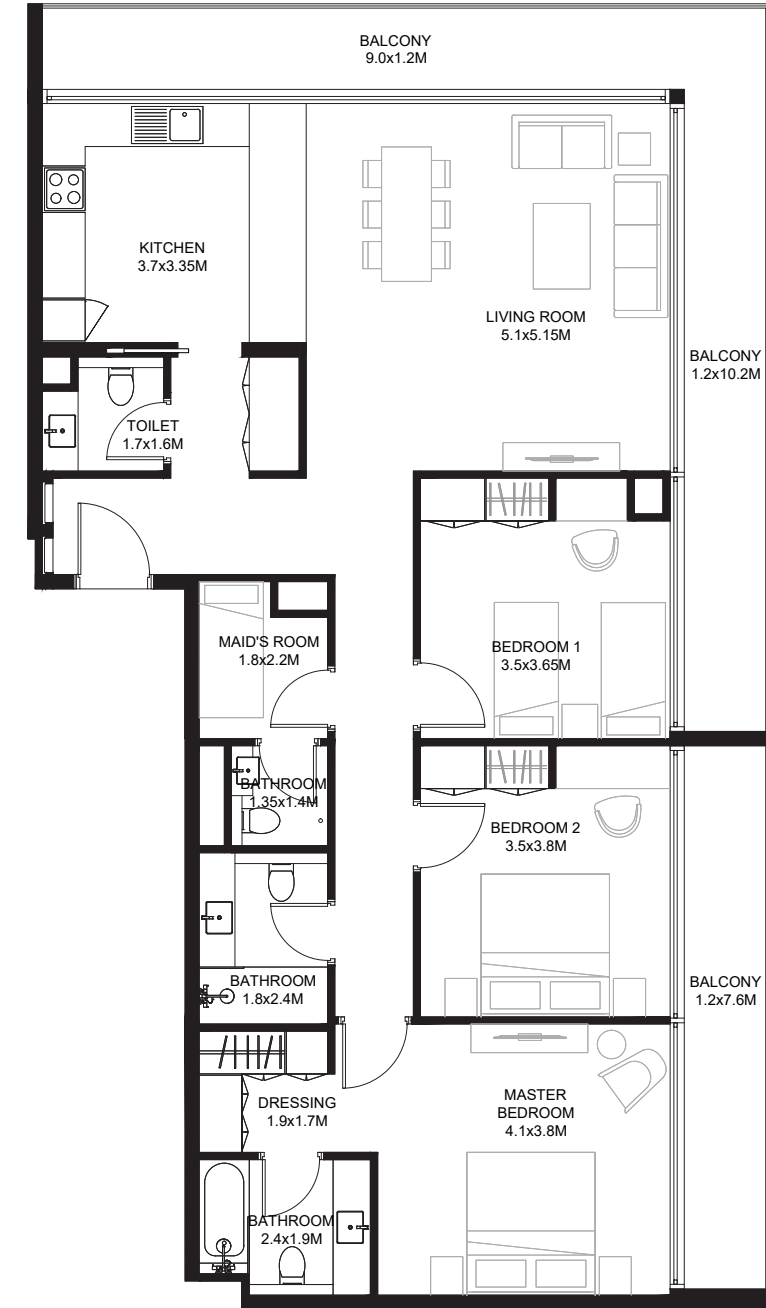 BALCONY
9.0x1.2M
KITCHEN
3.7x3.35M
LIVING ROOM
5.1x5.15M
BALCONY
1.2x10.2M
TOILET
1.7x1.6M
MAID'S ROOM
1.8x2.2M
BEDROOM 1
3.5x3.65M
BATHROOM
1.35x1.4M
BEDROOM 2
3.5x3.8M
BATHROOM
1.8x2.4M
BALCONY
1.2x7.6M
DRESSING
1.9x1.7M
MASTER
BEDROOM
4.1x3.8M
BATHROOM
2.4x1.9M